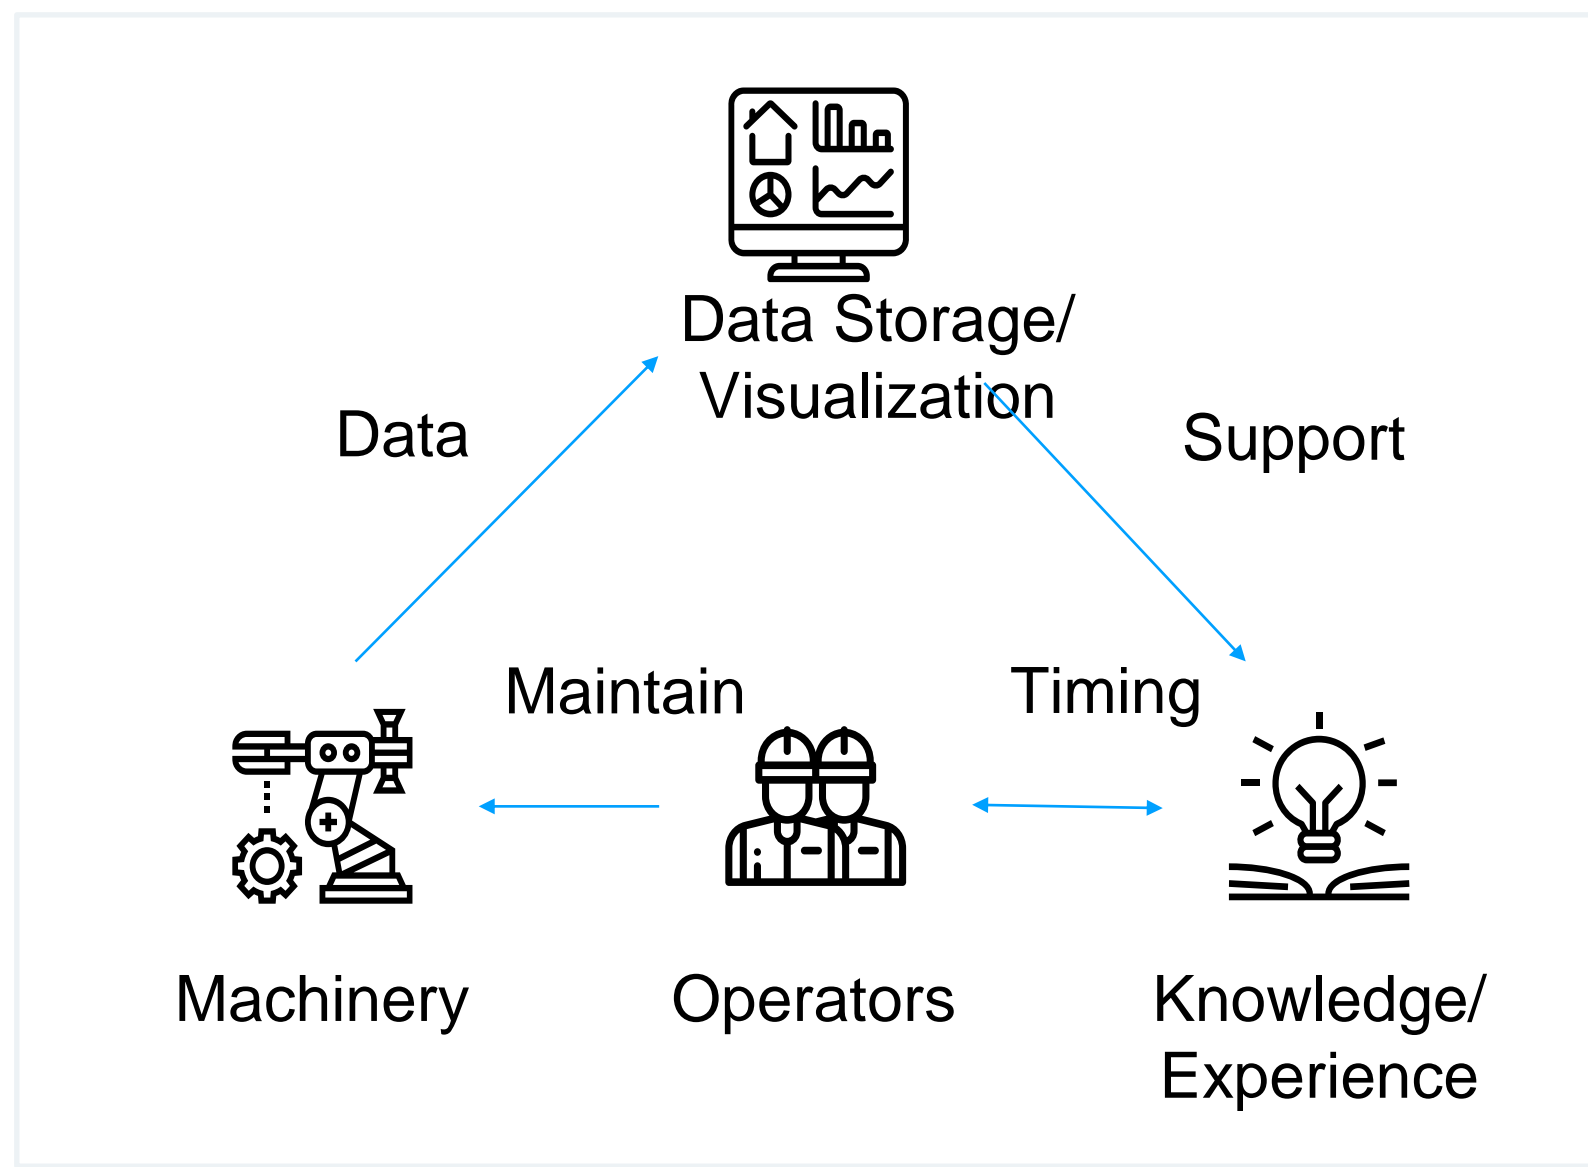 Data Storage/
Visualization
Data
Support
Maintain
Timing
Machinery
Operators
Knowledge/
Experience